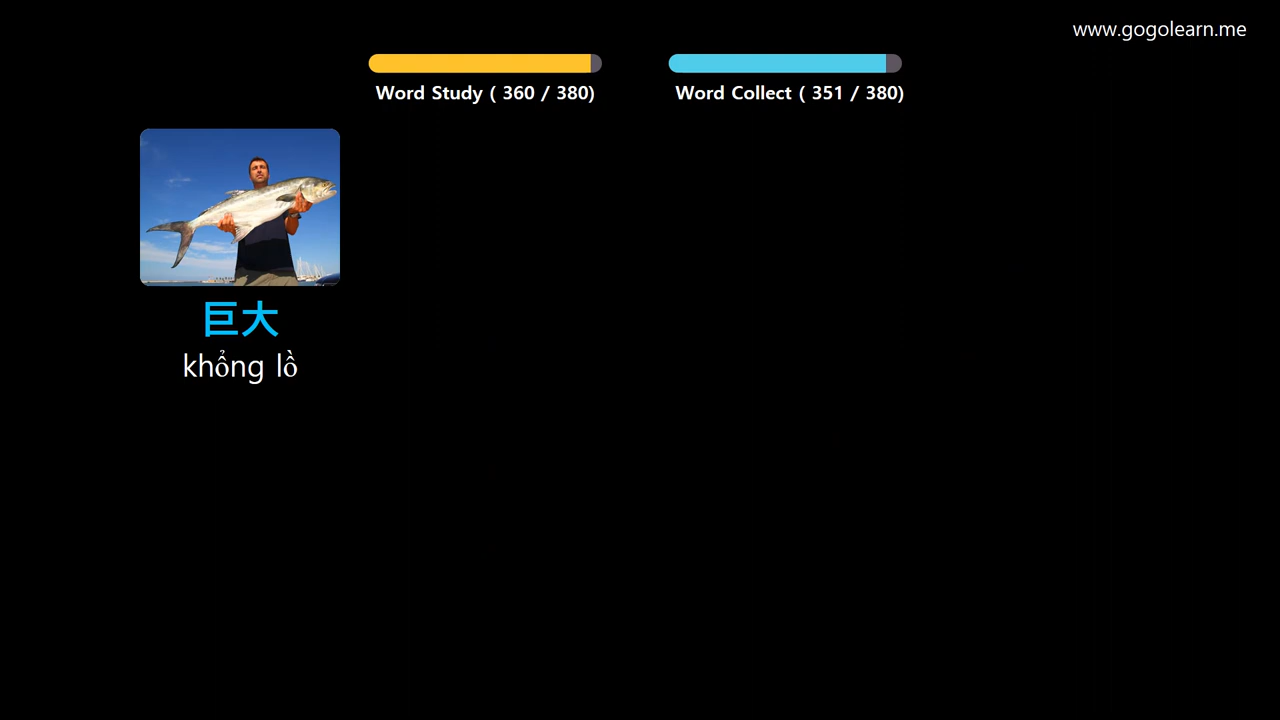 www.gogolearn.me
Word Study ( 360 / 380)
Word Collect ( 351 / 380)
巨大
khổng lồ